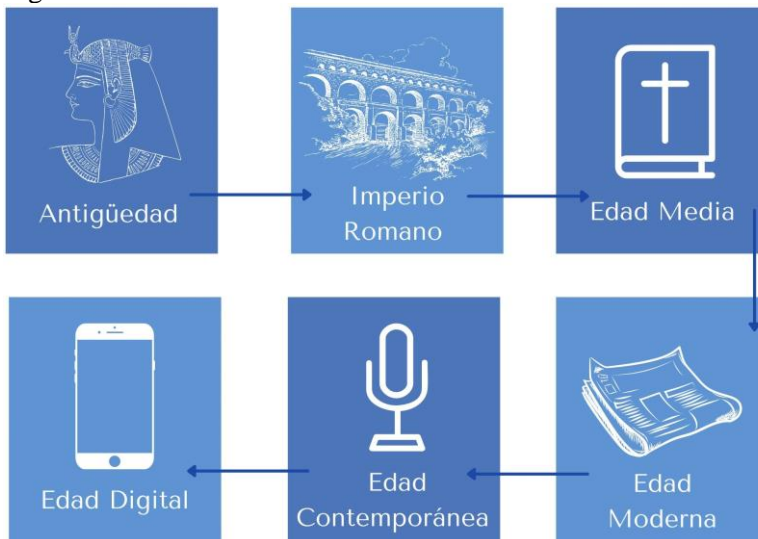 Antigüedad
Imperio
Romano
Edad Media
Edad Digital
Edad
Contemporánea
Edad
Moderna